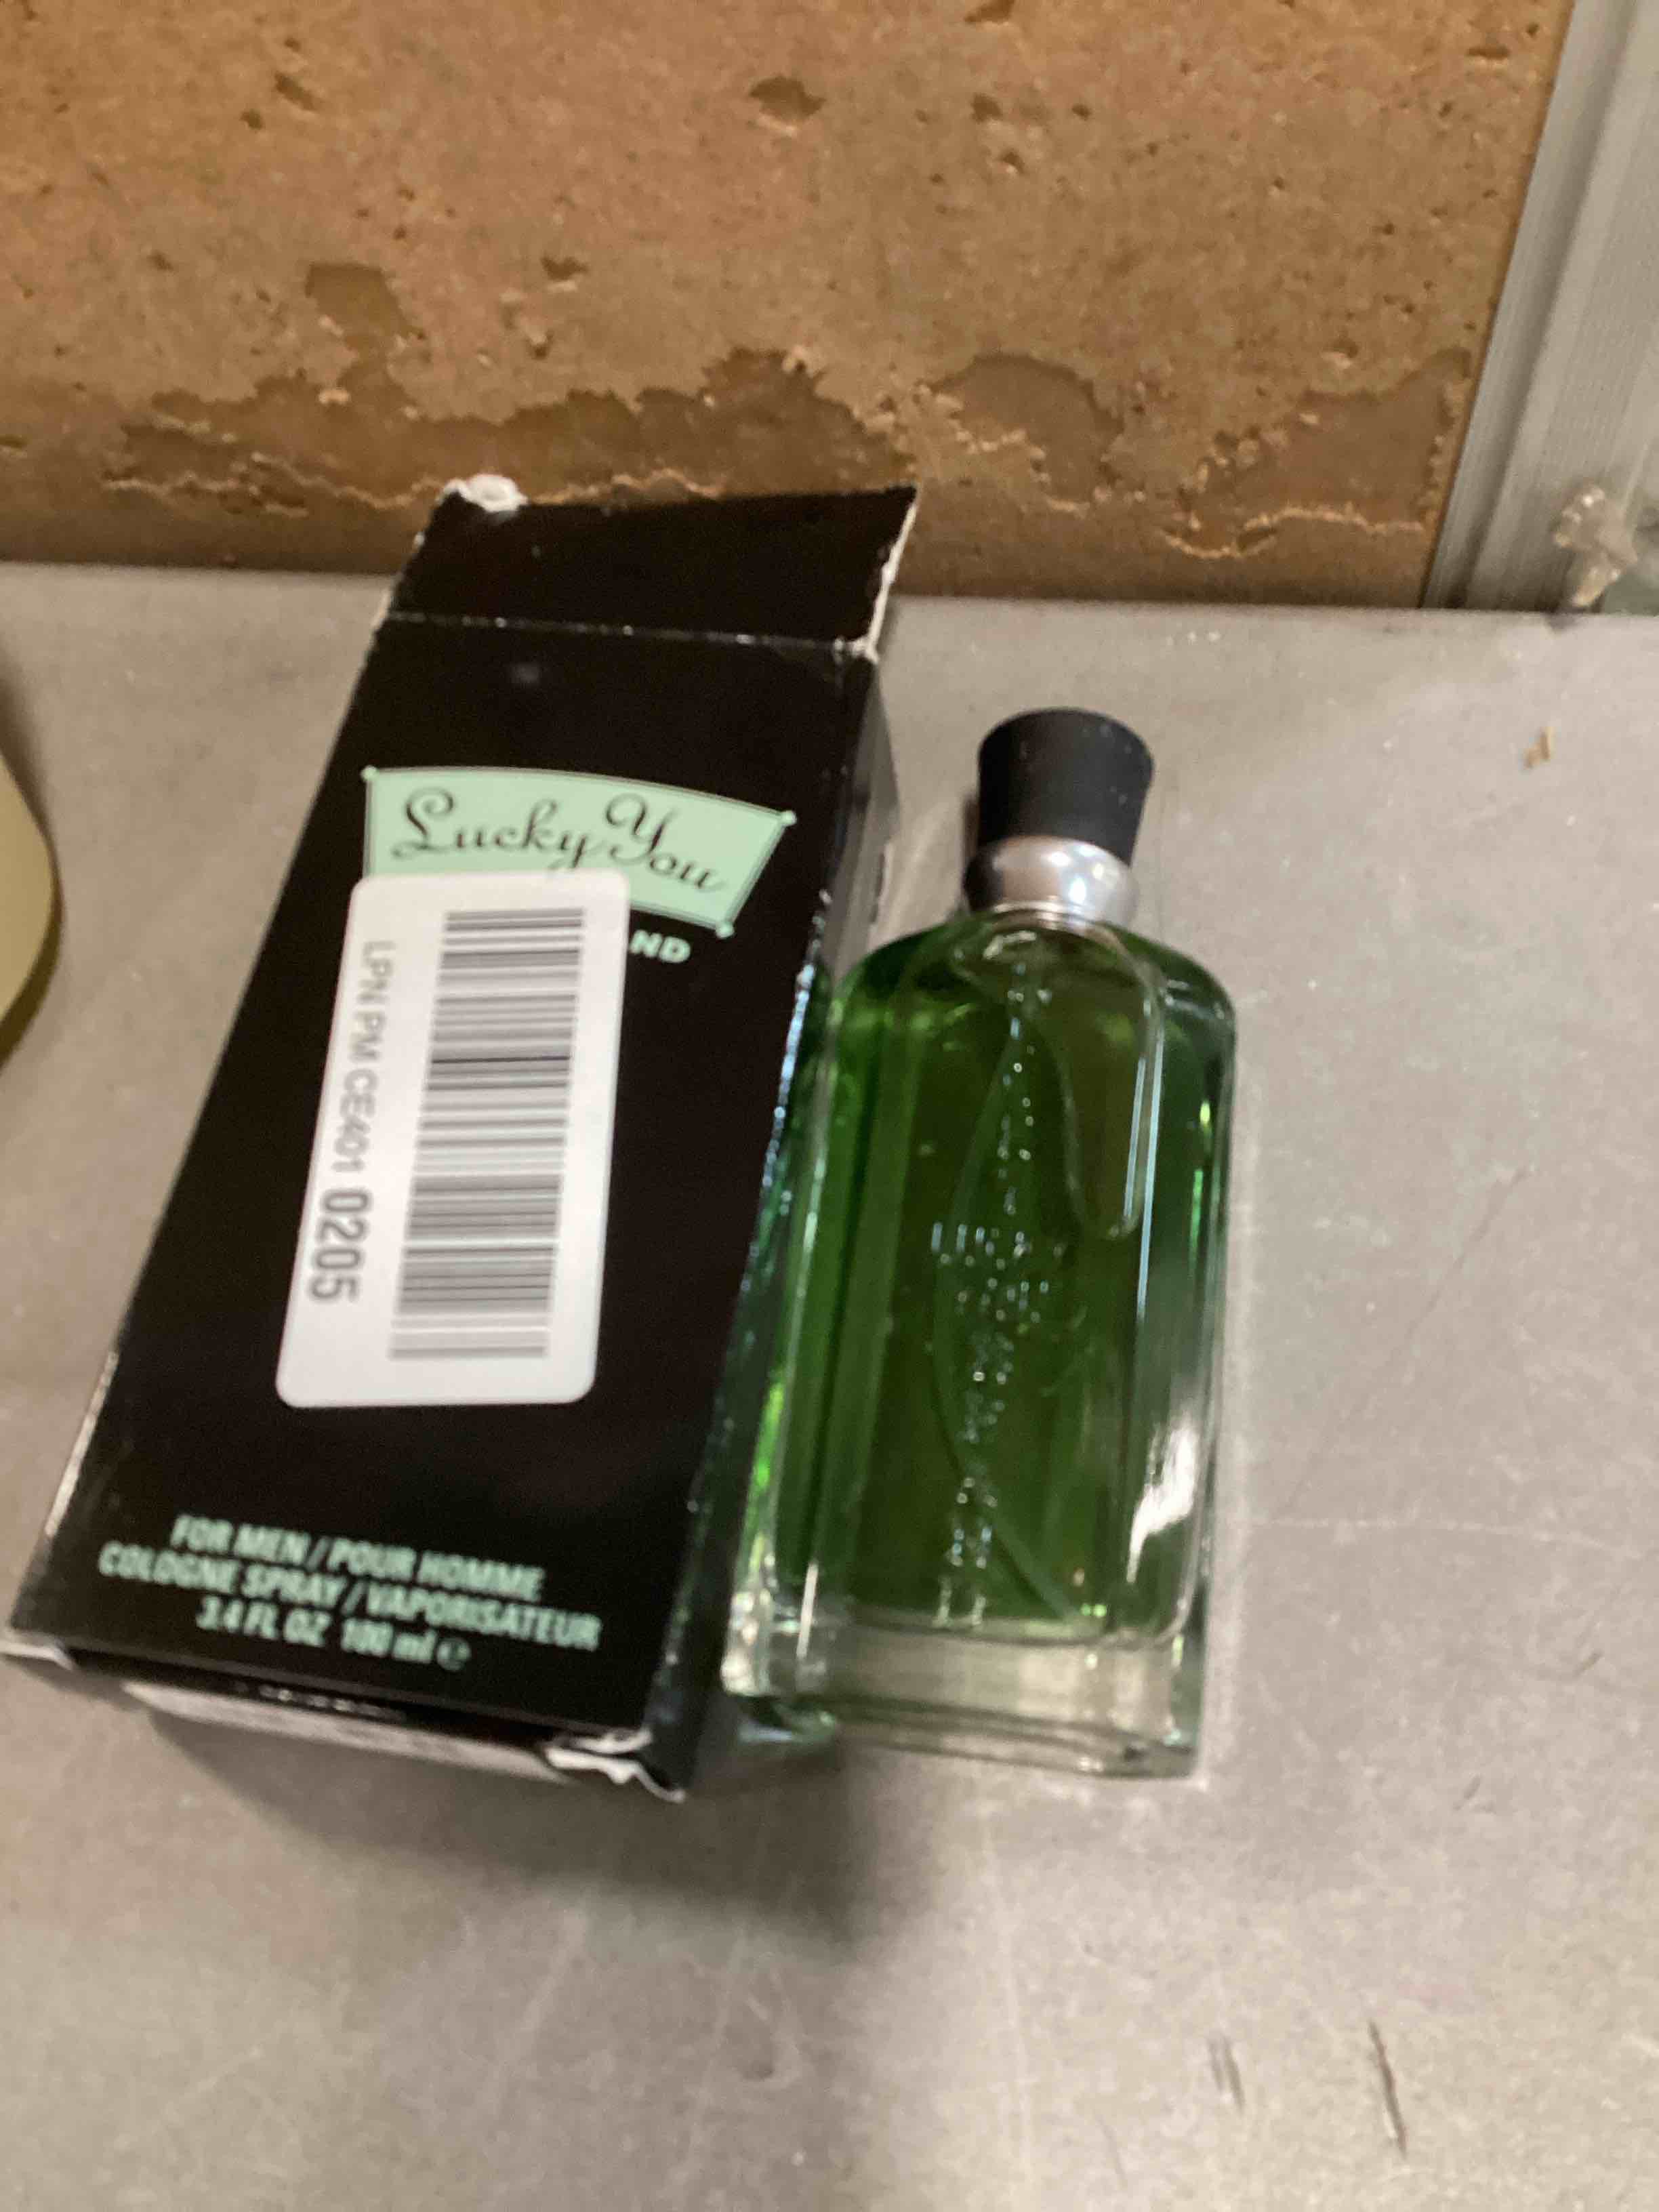 Lucky You
ND
LPN PM CE401 0205
FOR MEN / POUR HOMME
COLOGNE SPRAY / VAPORISATEUR
3.4 FL OZ 100 ml ℮